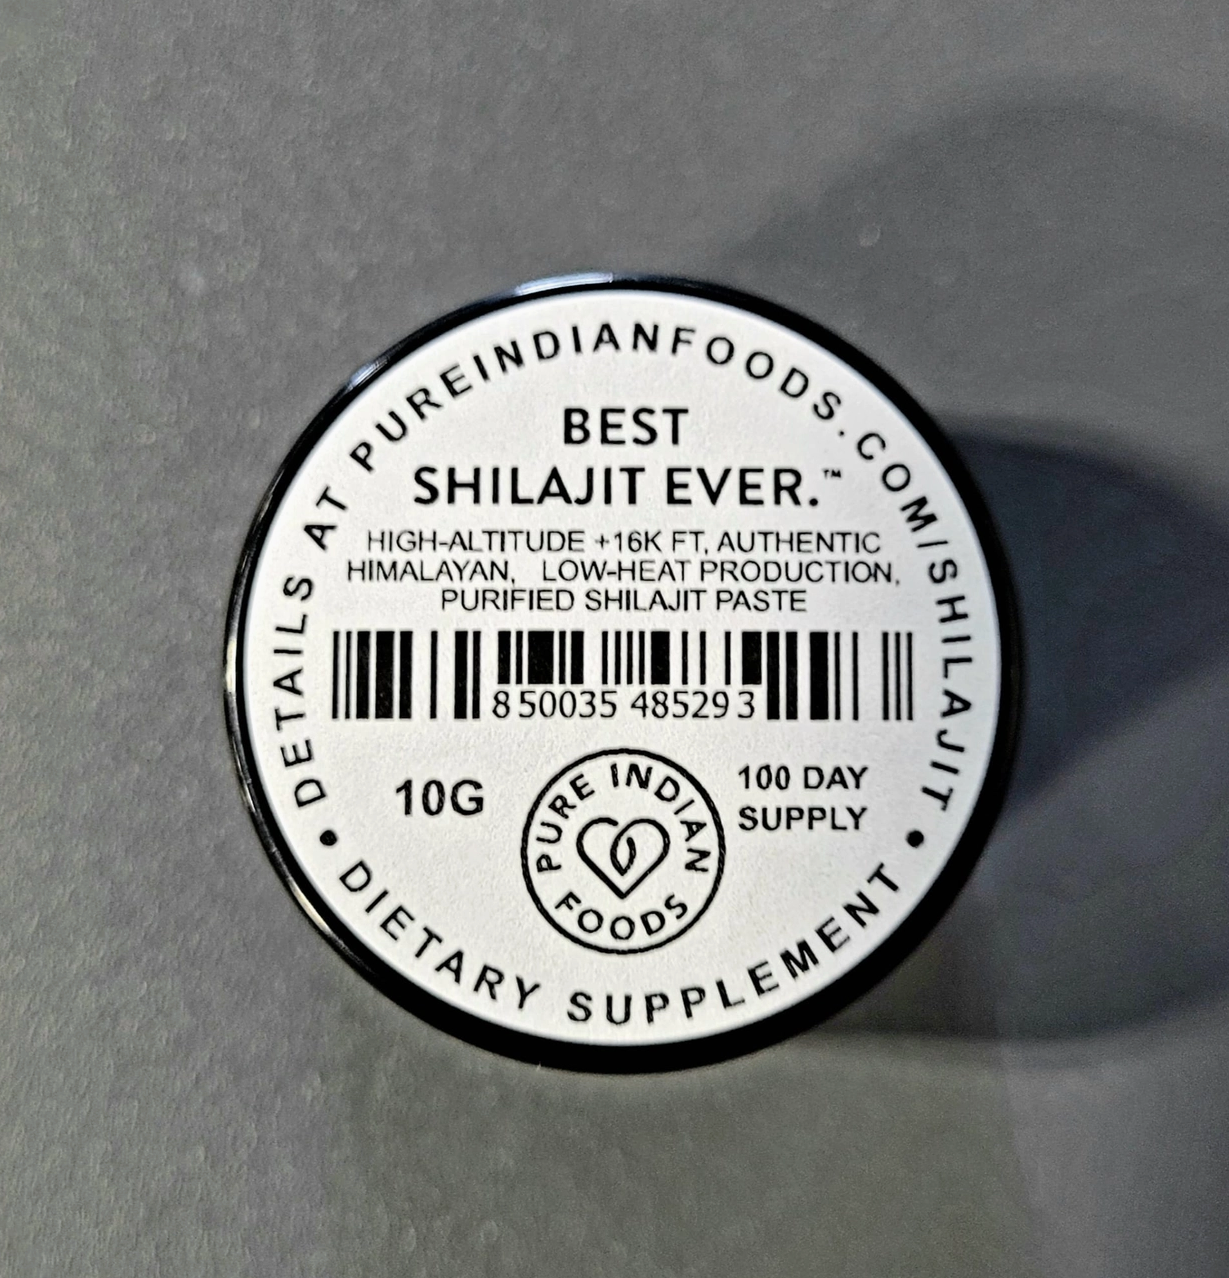 DETAILS AT PUREINDIANFOODS.COM/SHILAJIT
BEST
SHILAJIT EVER.™
HIGH-ALTITUDE +16K FT, AUTHENTIC
HIMALAYAN, LOW-HEAT PRODUCTION,
PURIFIED SHILAJIT PASTE
8 50035 48529 3
10G
PURE INDIAN
FOODS
100 DAY
SUPPLY
• DIETARY SUPPLEMENT •